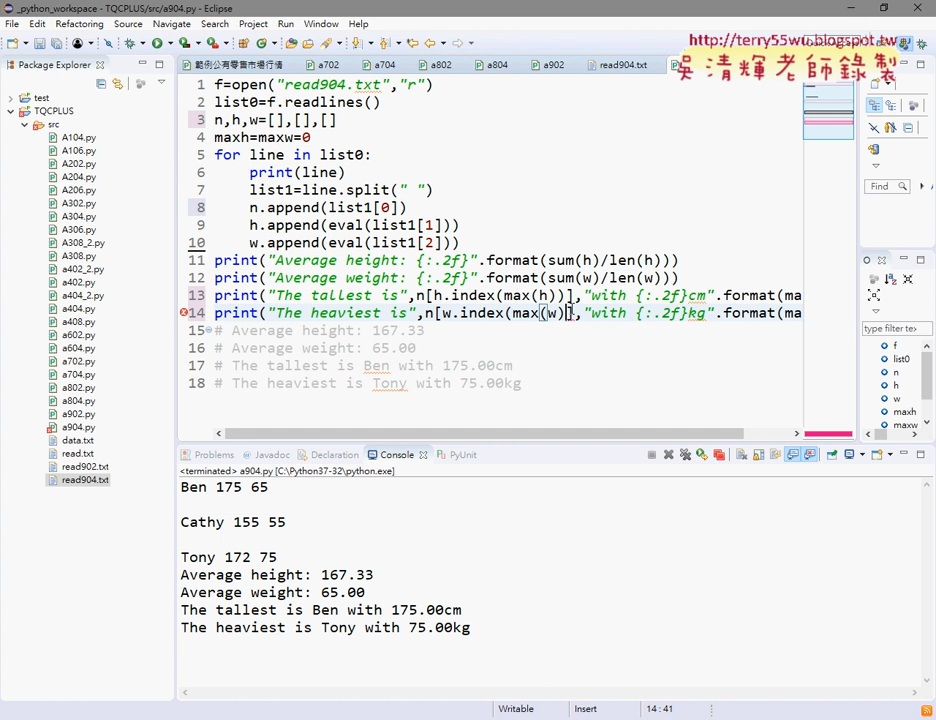 _python_workspace - TQCPLUS/src/a904.py - Eclipse
File Edit Refactoring Source Navigate Search Project Run Window Help
http://terry55wu.blogspot.tw
吳清輝老師錄製
Package Explorer
範例公有零售市場行情 a702 a704 a802 a804 a902 read904.txt
test
TQCPLUS
src
A104.py
A106.py
A202.py
A204.py
A206.py
A302.py
A304.py
A306.py
A308_2.py
A308.py
a402_2.py
a402.py
a404_2.py
a404.py
a408.py
a602.py
a604.py
a702.py
a704.py
a802.py
a804.py
a902.py
a904.py
data.txt
read.txt
read902.txt
read904.txt
1 f=open("read904.txt","r")
2 list0=f.readlines()
3 n,h,w=[],[],[]
4 maxh=maxw=0
5 for line in list0:
6 print(line)
7 list1=line.split(" ")
8 n.append(list1[0])
9 h.append(eval(list1[1]))
10 w.append(eval(list1[2]))
11 print("Average height: {:.2f}".format(sum(h)/len(h)))
12 print("Average weight: {:.2f}".format(sum(w)/len(w)))
13 print("The tallest is",n[h.index(max(h))],"with {:.2f}cm".format(ma
14 print("The heaviest is",n[w.index(max(w)],"with {:.2f}kg".format(ma
15 # Average height: 167.33
16 # Average weight: 65.00
17 # The tallest is Ben with 175.00cm
18 # The heaviest is Tony with 75.00kg
Find
type filter tex
f
list0
n
h
w
maxh
maxw
Problems Javadoc Declaration Console PyUnit
<terminated> a904.py [C:\Python37-32\python.exe]
Ben 175 65
Cathy 155 55
Tony 172 75
Average height: 167.33
Average weight: 65.00
The tallest is Ben with 175.00cm
The heaviest is Tony with 75.00kg
Writable Insert 14 : 41